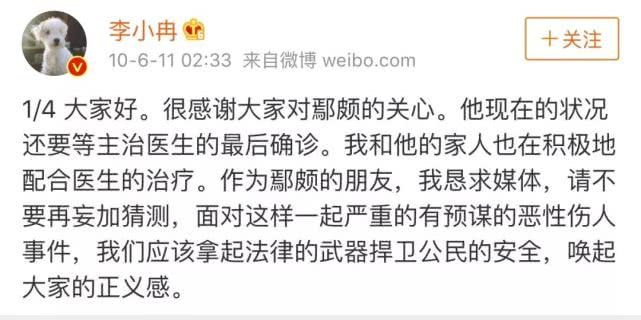 李小冉
10-6-11 02:33 来自微博 weibo.com
+关注
1/4 大家好。很感谢大家对鄢颇的关心。他现在的状况
还要等主治医生的最后确诊。我和他的家人也在积极地
配合医生的治疗。作为鄢颇的朋友，我恳求媒体，请不
要再妄加猜测，面对这样一起严重的有预谋的恶性伤人
事件，我们应该拿起法律的武器捍卫公民的安全，唤起
大家的正义感。